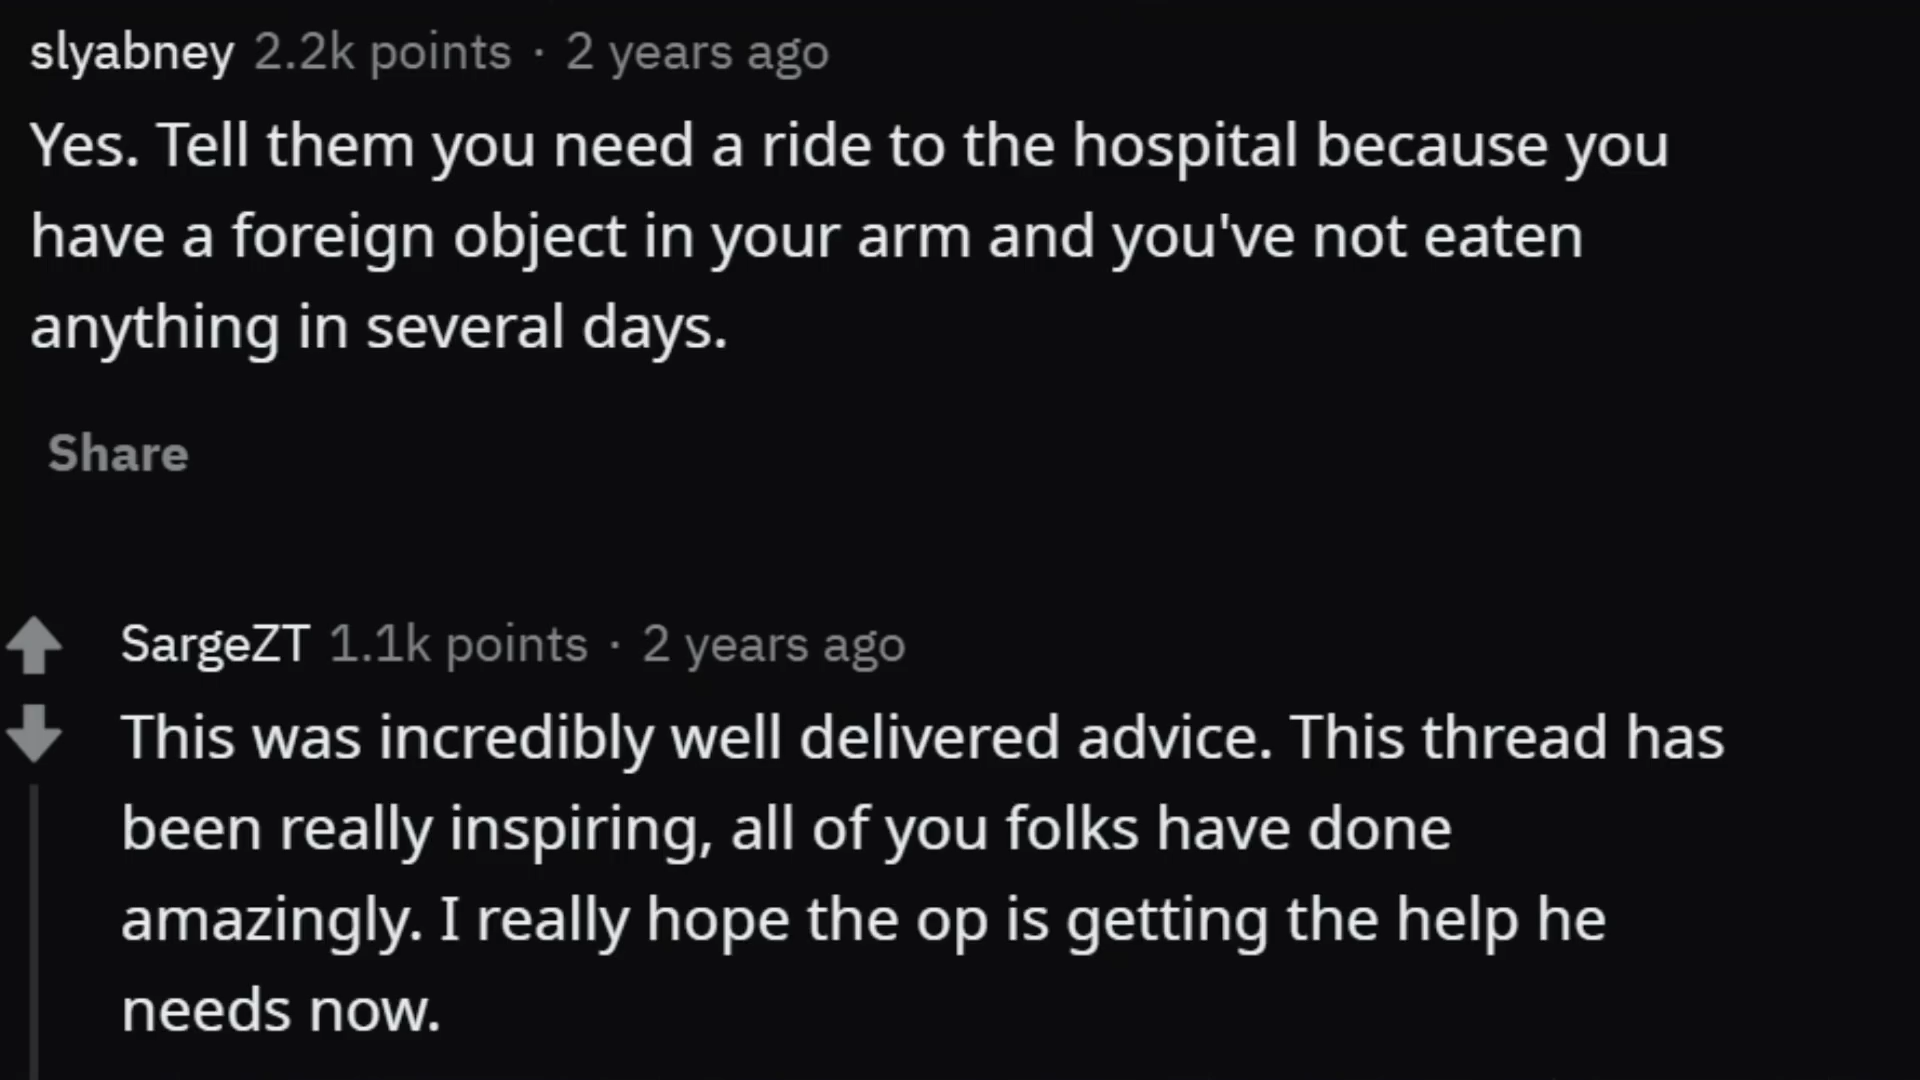 slyabney 2.2k points · 2 years ago
Yes. Tell them you need a ride to the hospital because you
have a foreign object in your arm and you've not eaten
anything in several days.
Share
SargeZT 1.1k points · 2 years ago
This was incredibly well delivered advice. This thread has
been really inspiring, all of you folks have done
amazingly. I really hope the op is getting the help he
needs now.